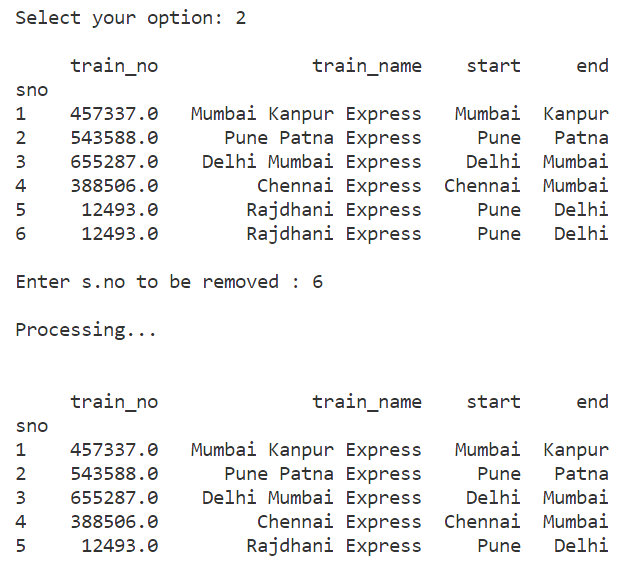 Select your option: 2
train_no train_name start end
sno
1 457337.0 Mumbai Kanpur Express Mumbai Kanpur
2 543588.0 Pune Patna Express Pune Patna
3 655287.0 Delhi Mumbai Express Delhi Mumbai
4 388506.0 Chennai Express Chennai Mumbai
5 12493.0 Rajdhani Express Pune Delhi
6 12493.0 Rajdhani Express Pune Delhi
Enter s.no to be removed : 6
Processing...
train_no train_name start end
sno
1 457337.0 Mumbai Kanpur Express Mumbai Kanpur
2 543588.0 Pune Patna Express Pune Patna
3 655287.0 Delhi Mumbai Express Delhi Mumbai
4 388506.0 Chennai Express Chennai Mumbai
5 12493.0 Rajdhani Express Pune Delhi